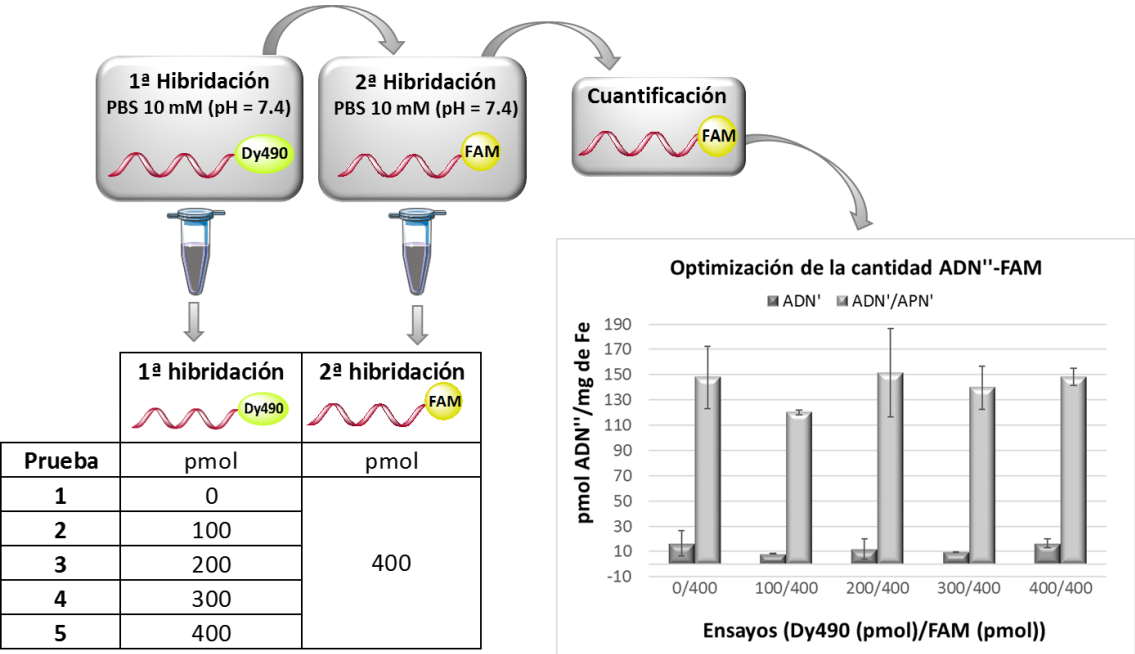 1ª Hibridación
PBS 10 mM (pH = 7.4)
Dy490
2ª Hibridación
PBS 10 mM (pH = 7.4)
FAM
Cuantificación
FAM
1ª hibridación
Dy490
2ª hibridación
FAM
Prueba pmol pmol
1 0
2 100
3 200
4 300
5 400
400
Optimización de la cantidad ADN''-FAM
ADN' ADN'/APN'
pmol ADN''/mg de Fe
190
170
150
130
110
90
70
50
30
10
-10
0/400 100/400 200/400 300/400 400/400
Ensayos (Dy490 (pmol)/FAM (pmol))